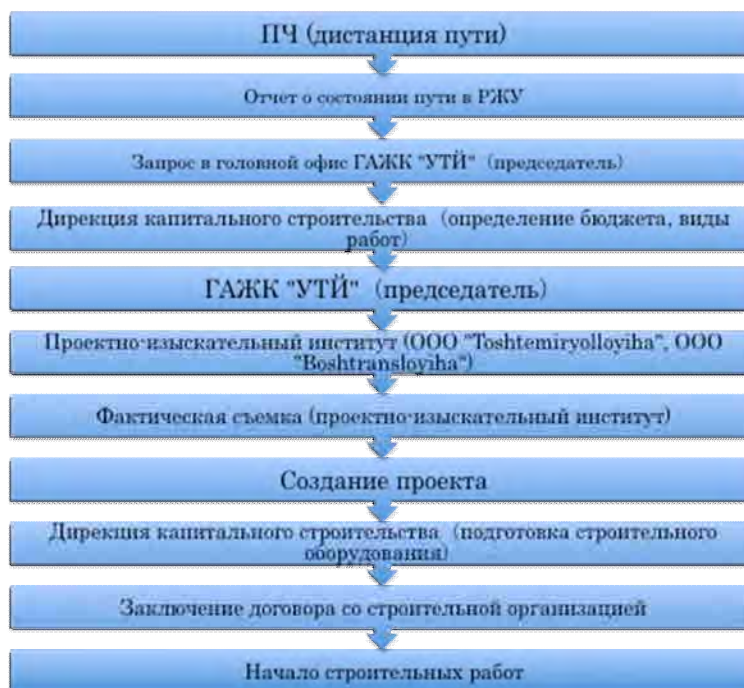 ПЧ (дистанция пути)
Отчет о состоянии пути в РЖУ
Запрос в головной офис ГАЖК "УТЙ" (председатель)
Дирекция капитального строительства (определение бюджета, виды
работ)
ГАЖК "УТЙ" (председатель)
Проектно-изыскательный институт (ООО "Toshtemiryolloyiha", ООО
"Boshtransloyiha")
Фактическая съемка (проектно-изыскательный институт)
Создание проекта
Дирекция капитального строительства (подготовка строительного
оборудования)
Заключение договора со строительной организацией
Начало строительных работ